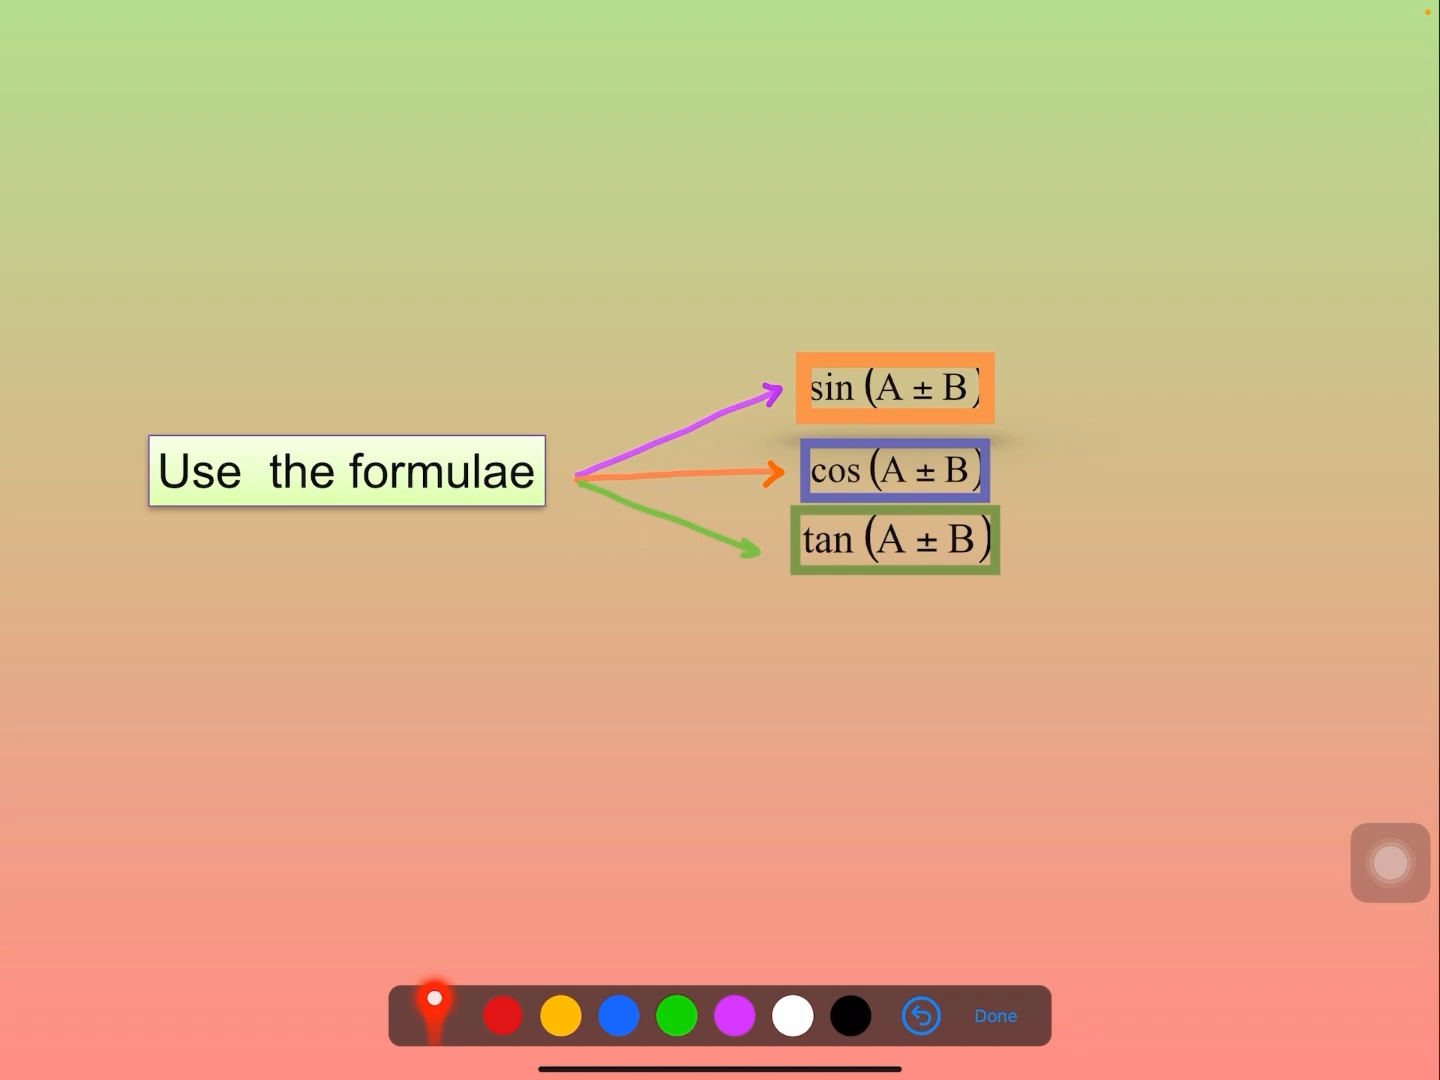 Use the formulae
sin (A ± B)
cos (A ± B)
tan (A ± B)
Done